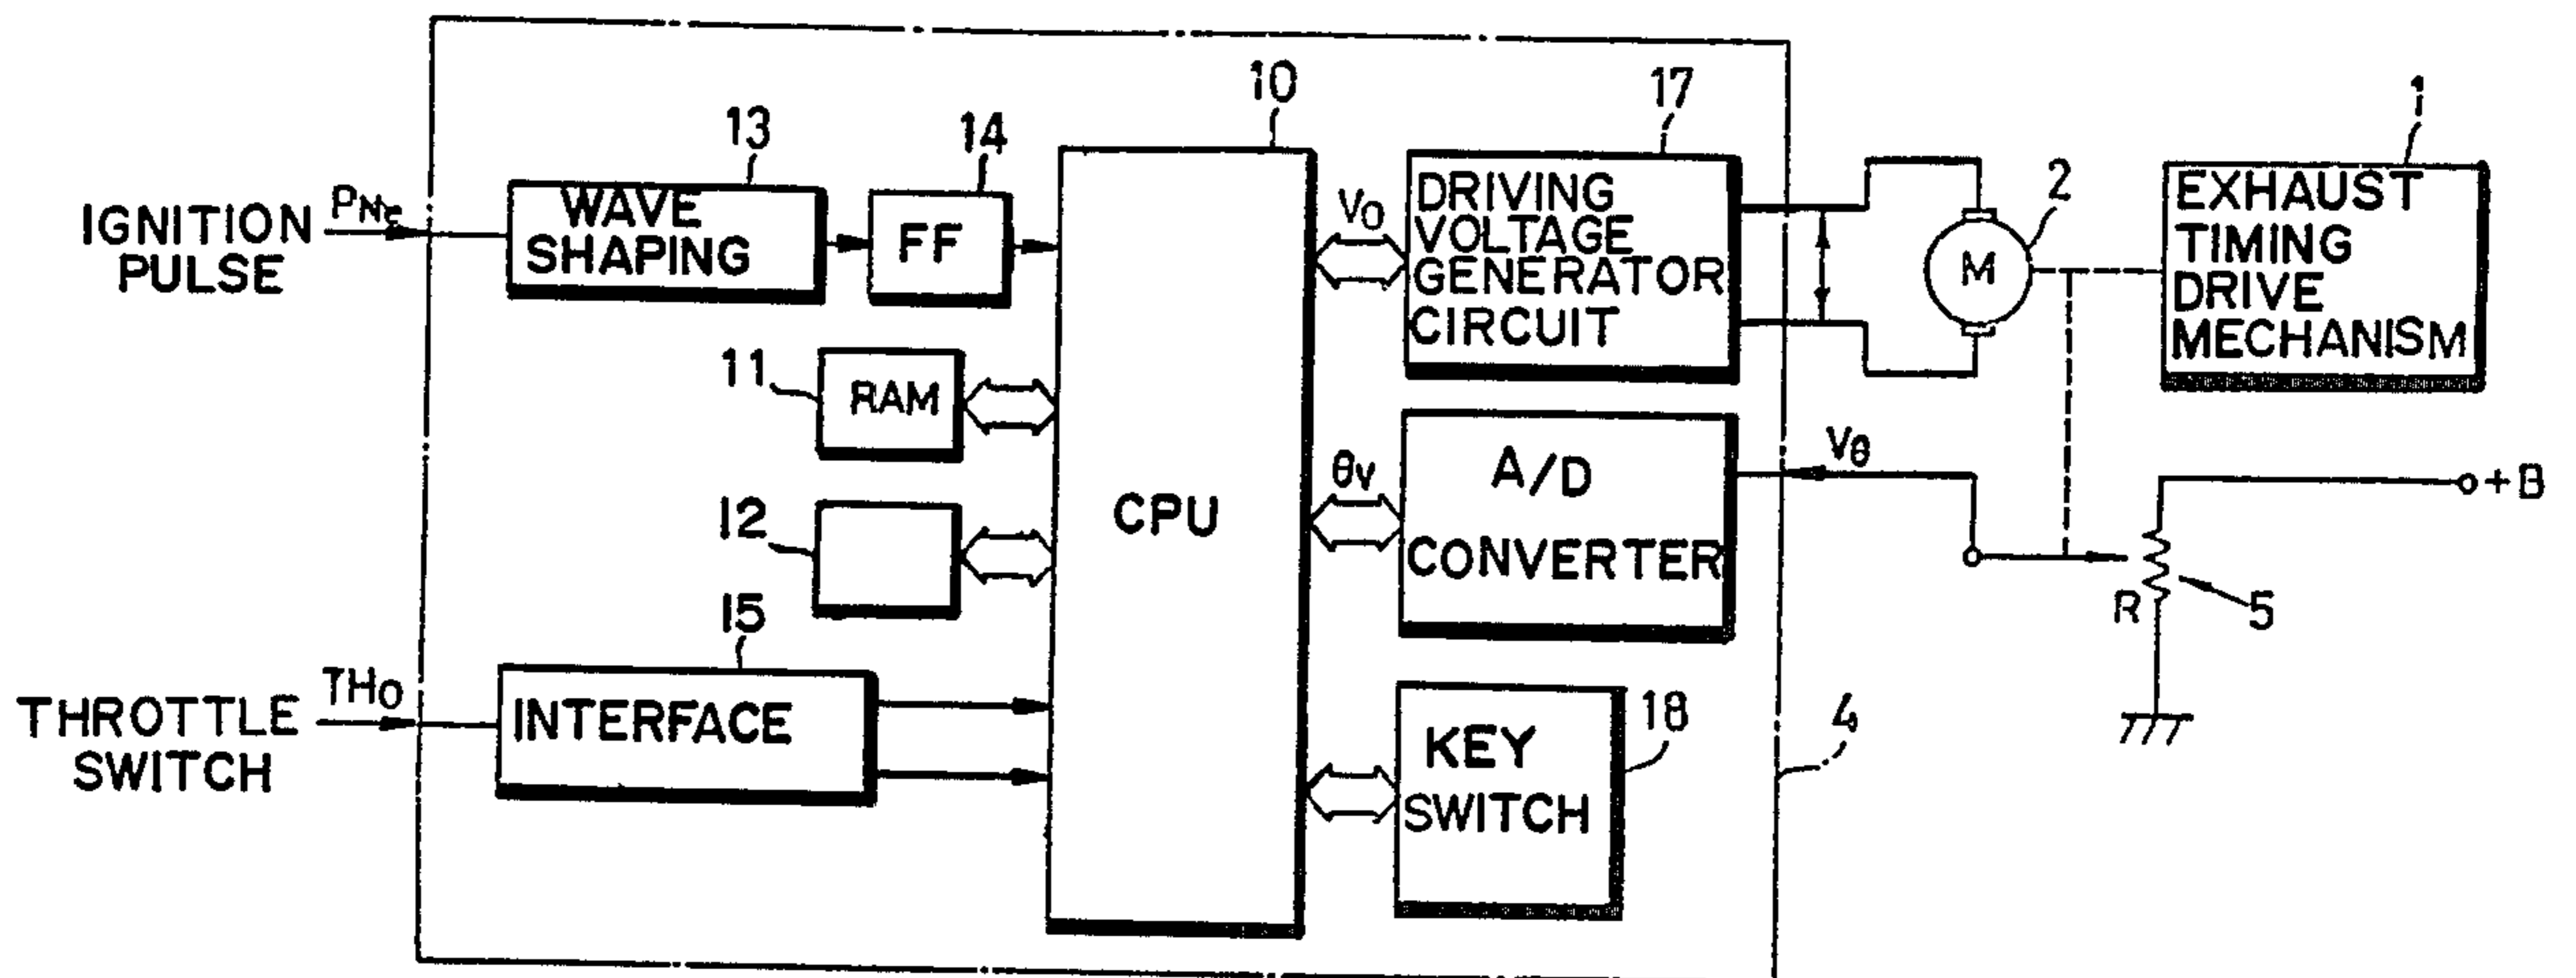 10
17
1
13
14
2
IGNITION
PULSE
PNe
WAVE
SHAPING
FF
V0
DRIVING
VOLTAGE
GENERATOR
CIRCUIT
M
EXHAUST
TIMING
DRIVE
MECHANISM
11
RAM
12
CPU
θv
A/D
CONVERTER
Vθ
+B
R
5
15
THROTTLE
SWITCH
TH0
INTERFACE
KEY
SWITCH
18
4